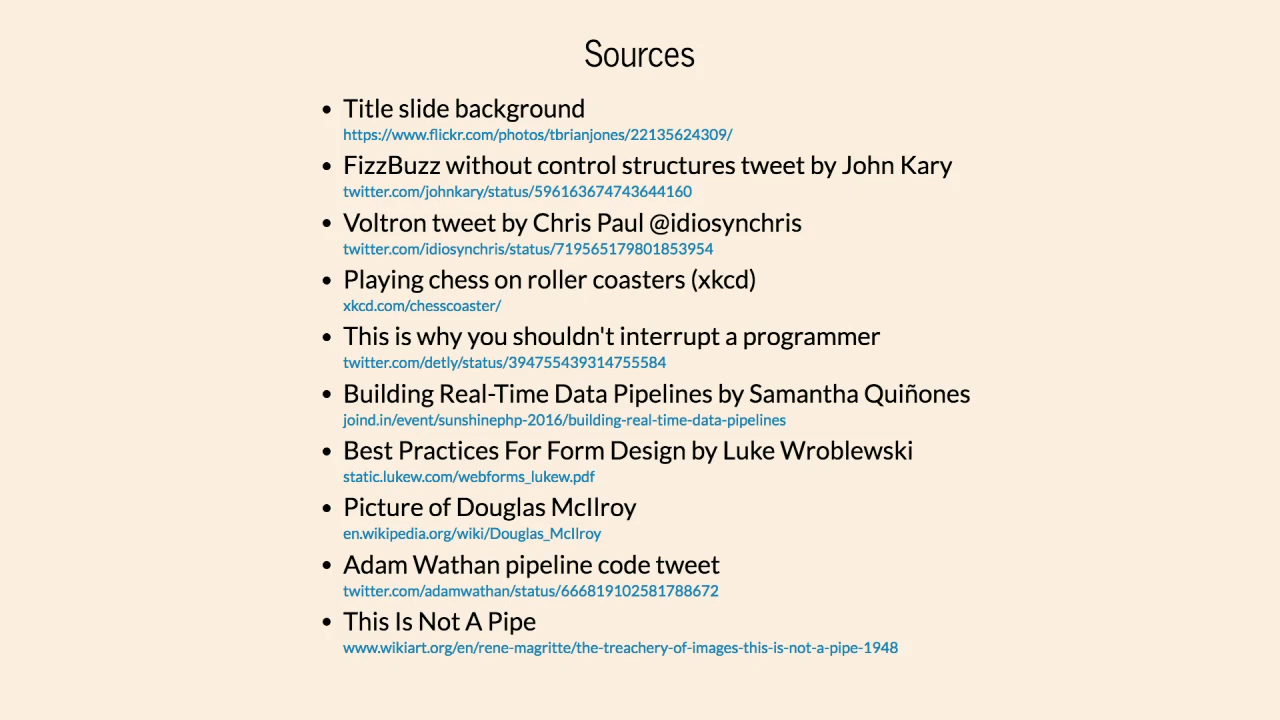 Sources
• Title slide background
https://www.flickr.com/photos/tbrianjones/22135624309/
• FizzBuzz without control structures tweet by John Kary
twitter.com/johnkary/status/596163674743644160
• Voltron tweet by Chris Paul @idiosynchris
twitter.com/idiosynchris/status/719565179801853954
• Playing chess on roller coasters (xkcd)
xkcd.com/chesscoaster/
• This is why you shouldn't interrupt a programmer
twitter.com/detly/status/394755439314755584
• Building Real-Time Data Pipelines by Samantha Quiñones
joind.in/event/sunshinephp-2016/building-real-time-data-pipelines
• Best Practices For Form Design by Luke Wroblewski
static.lukew.com/webforms_lukew.pdf
• Picture of Douglas McIlroy
en.wikipedia.org/wiki/Douglas_McIlroy
• Adam Wathan pipeline code tweet
twitter.com/adamwathan/status/666819102581788672
• This Is Not A Pipe
www.wikiart.org/en/rene-magritte/the-treachery-of-images-this-is-not-a-pipe-1948